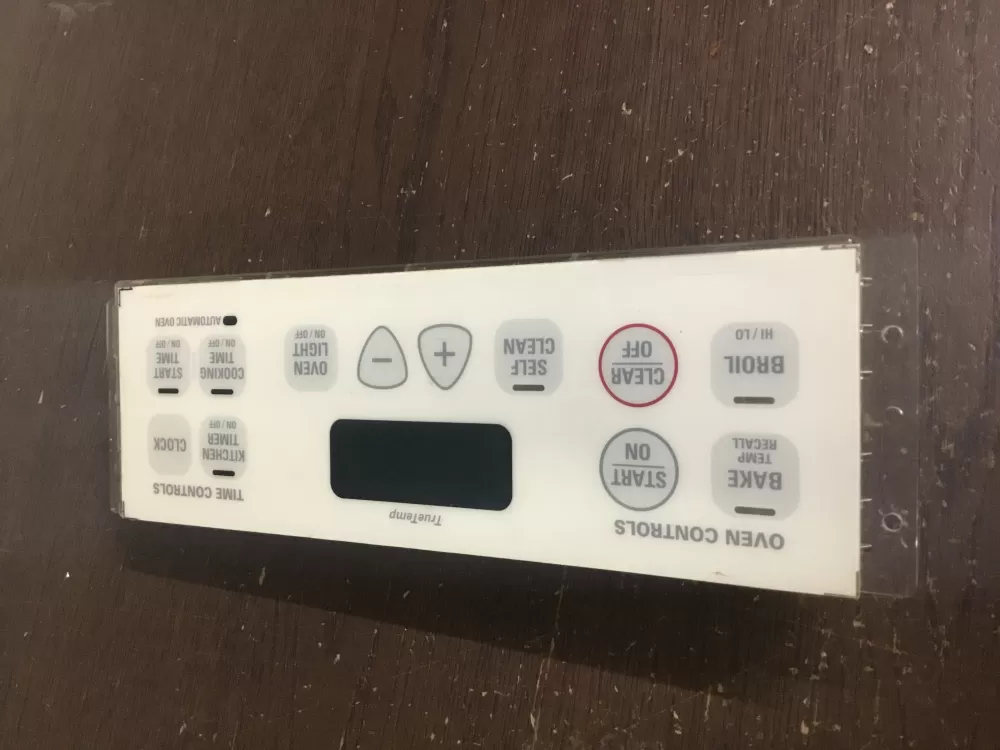 OVEN CONTROLS
BAKE
TEMP
RECALL
START
ON
BROIL
HI / LO
CLEAR
OFF
TrueTemp
SELF
CLEAN
+
−
OVEN
LIGHT
ON / OFF
TIME CONTROLS
KITCHEN
TIMER
ON / OFF
CLOCK
COOKING
TIME
ON / OFF
START
TIME
ON / OFF
AUTOMATIC OVEN